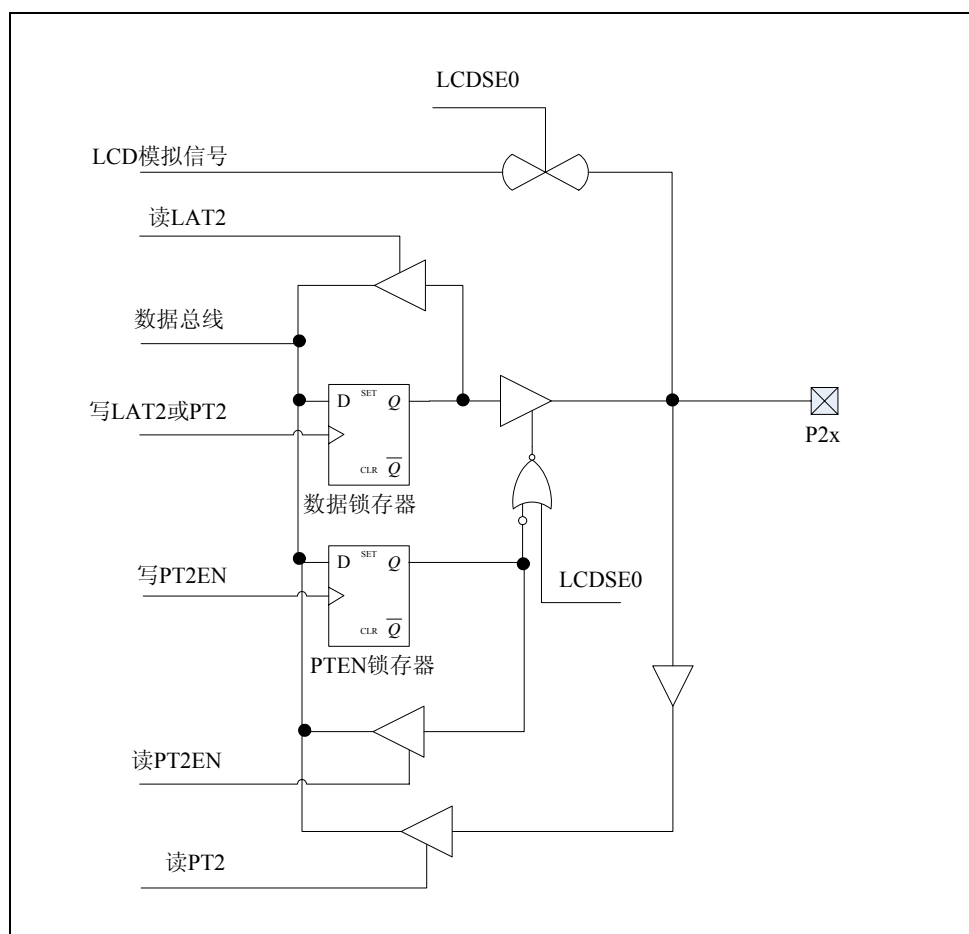 LCDSE0
LCD模拟信号
读LAT2
数据总线
写LAT2或PT2
D SET Q
CLR Q
数据锁存器
P2x
写PT2EN
D SET Q
CLR Q
LCDSE0
PTEN锁存器
读PT2EN
读PT2